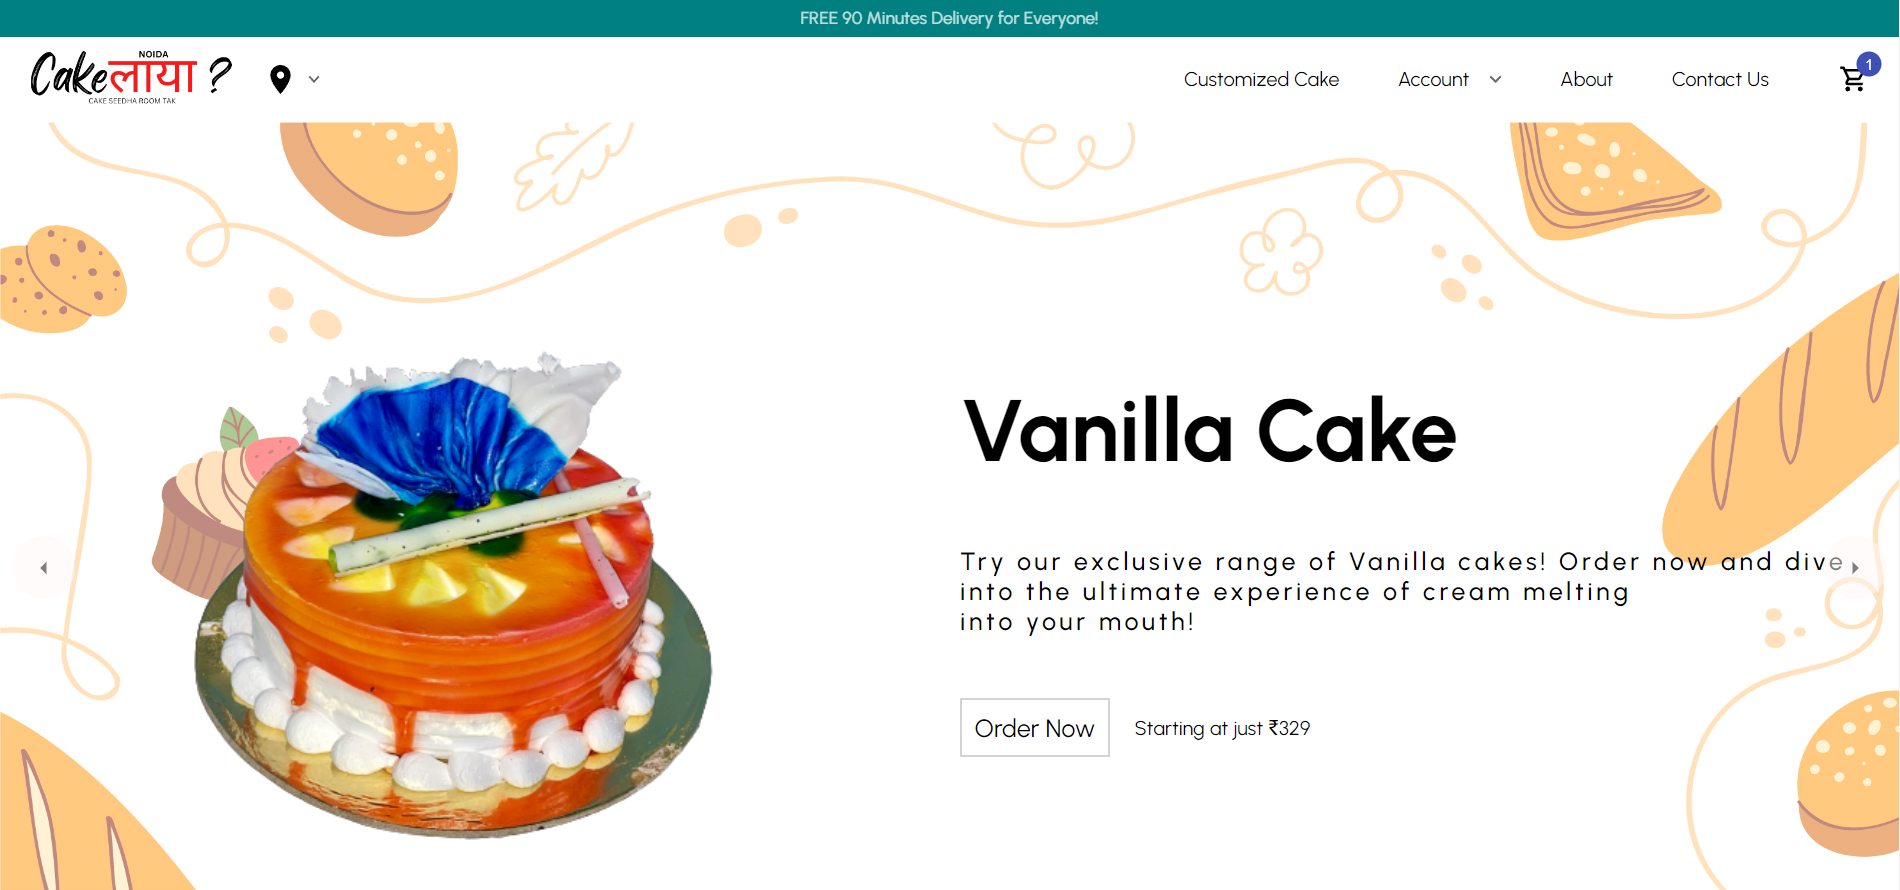 FREE 90 Minutes Delivery for Everyone!
NOIDA
Cakeलाया ?
CAKE SEEDHA ROOM TAK
Customized Cake
Account
About
Contact Us
1
Vanilla Cake
Try our exclusive range of Vanilla cakes! Order now and dive
into the ultimate experience of cream melting
into your mouth!
Order Now
Starting at just ₹329